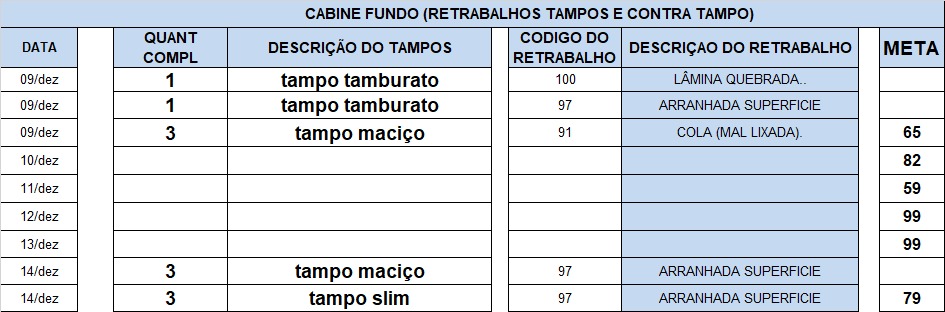 CABINE FUNDO (RETRABALHOS TAMPOS E CONTRA TAMPO)
DATA QUANT COMPL DESCRIÇÃO DO TAMPOS CODIGO DO RETRABALHO DESCRIÇAO DO RETRABALHO META
09/dez 1 tampo tamburato 100 LÂMINA QUEBRADA..
09/dez 1 tampo tamburato 97 ARRANHADA SUPERFICIE
09/dez 3 tampo maciço 91 COLA (MAL LIXADA). 65
10/dez 82
11/dez 59
12/dez 99
13/dez 99
14/dez 3 tampo maciço 97 ARRANHADA SUPERFICIE
14/dez 3 tampo slim 97 ARRANHADA SUPERFICIE 79